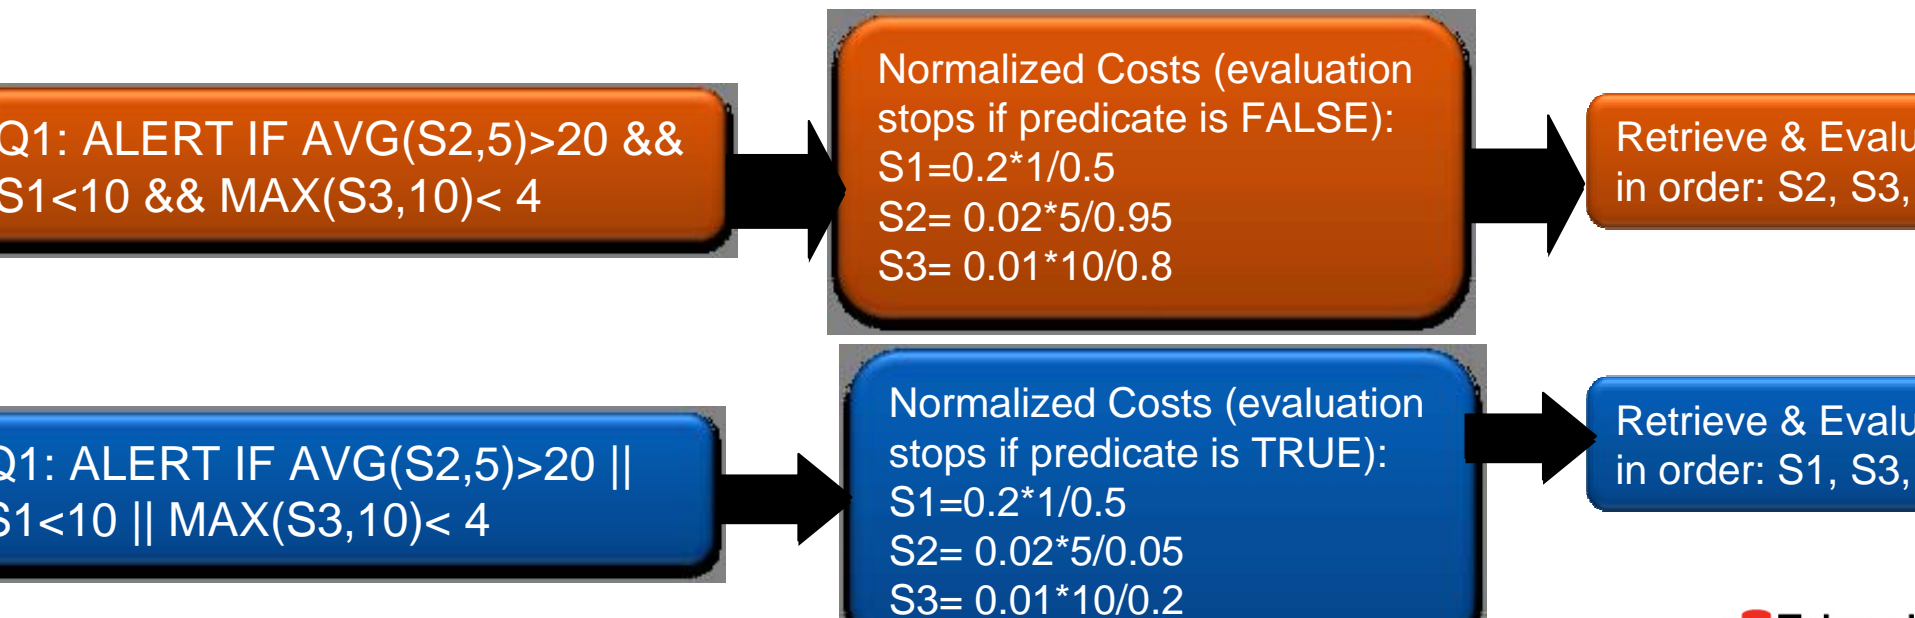 Q1: ALERT IF AVG(S2,5)>20 &&
S1<10 && MAX(S3,10)< 4
Normalized Costs (evaluation
stops if predicate is FALSE):
S1=0.2*1/0.5
S2= 0.02*5/0.95
S3= 0.01*10/0.8
Retrieve & Evalu
in order: S2, S3,
Q1: ALERT IF AVG(S2,5)>20 ||
S1<10 || MAX(S3,10)< 4
Normalized Costs (evaluation
stops if predicate is TRUE):
S1=0.2*1/0.5
S2= 0.02*5/0.05
S3= 0.01*10/0.2
Retrieve & Evalu
in order: S1, S3,